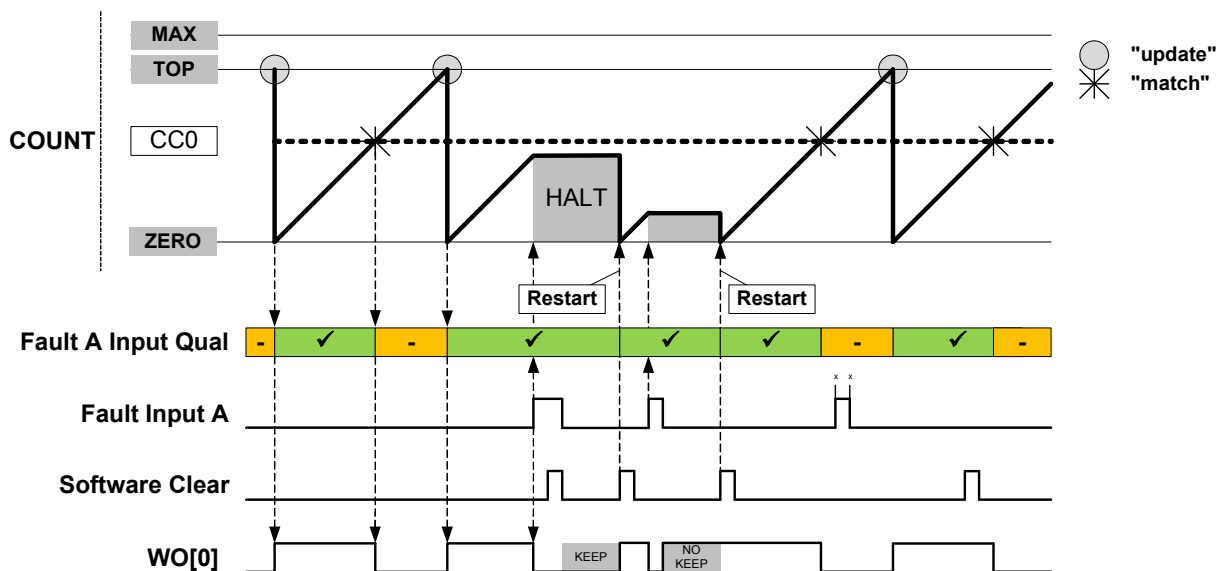 MAX
"update"
TOP
"match"
COUNT
CC0
HALT
ZERO
Restart
Restart
Fault A Input Qual
- ✓ - ✓ ✓ ✓ - ✓ -
x x
Fault Input A
Software Clear
WO[0]
KEEP
NO
KEEP